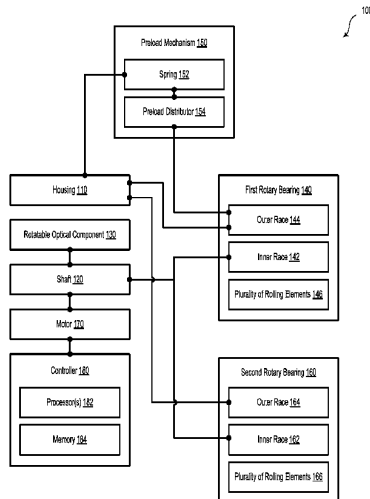 100
Preload Mechanism 150
Spring 152
Preload Distributor 154
Housing 110
First Rotary Bearing 140
Outer Race 144
Rotatable Optical Component 130
Inner Race 142
Shaft 120
Plurality of Rolling Elements 146
Motor 170
Controller 180
Second Rotary Bearing 160
Processor(s) 182
Outer Race 164
Memory 184
Inner Race 162
Plurality of Rolling Elements 166